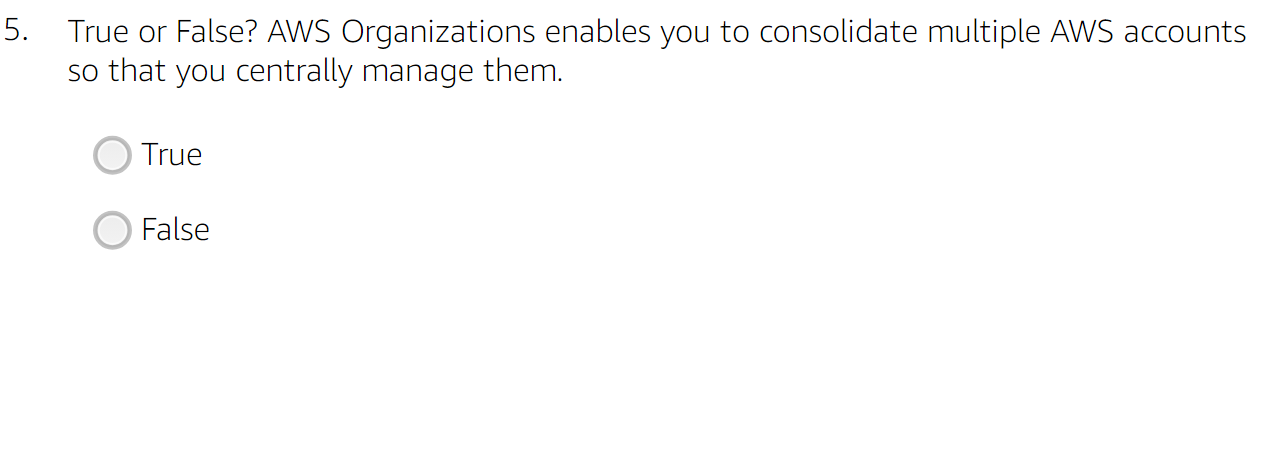 5. True or False? AWS Organizations enables you to consolidate multiple AWS accounts
so that you centrally manage them.
True
False